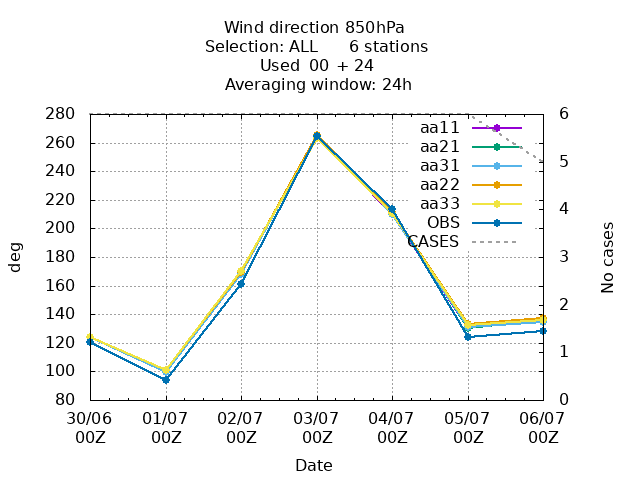 Wind direction 850hPa
Selection: ALL      6 stations
Used  00 + 24
Averaging window: 24h
280
260
240
220
200
180
160
140
120
100
80
deg
6
5
4
3
2
1
0
No cases
aa11
aa21
aa31
aa22
aa33
OBS
CASES
30/06 01/07 02/07 03/07 04/07 05/07 06/07
00Z 00Z 00Z 00Z 00Z 00Z 00Z
Date